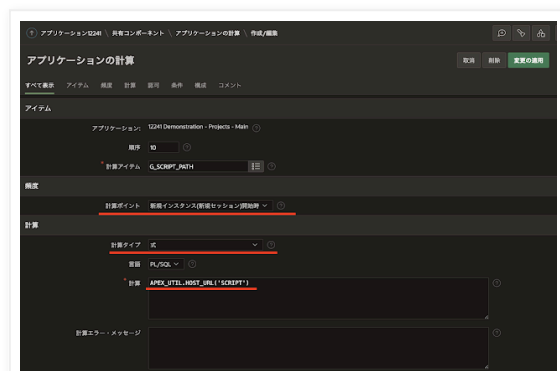 アプリケーション12241 \ 共有コンポーネント \ アプリケーションの計算 \ 作成/編集
アプリケーションの計算
取消 削除 変更の適用
すべて表示 アイテム 頻度 計算 認可 条件 構成 コメント
アイテム
アプリケーション: 12241 Demonstration - Projects - Main
順序 10
* 計算アイテム G_SCRIPT_PATH
頻度
計算ポイント 新規インスタンス(新規セッション)開始時
計算
計算タイプ 式
言語 PL/SQL
* 計算 APEX_UTIL.HOST_URL('SCRIPT')
計算エラー・メッセージ